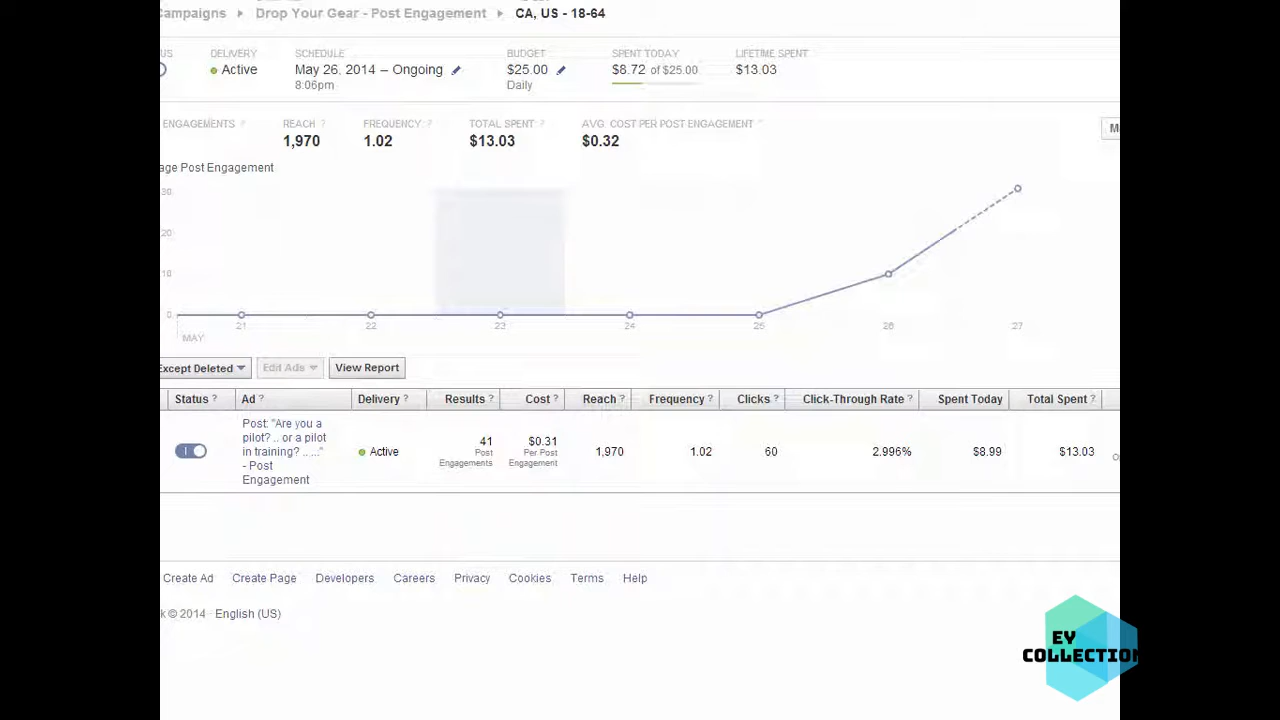 Campaigns Drop Your Gear - Post Engagement CA, US - 18-64
US DELIVERY SCHEDULE BUDGET SPENT TODAY LIFETIME SPENT
Active May 26, 2014 – Ongoing $25.00 $8.72 of $25.00 $13.03
8:06pm Daily
ENGAGEMENTS ? REACH ? FREQUENCY ? TOTAL SPENT ? AVG. COST PER POST ENGAGEMENT ?
1,970 1.02 $13.03 $0.32
M
age Post Engagement
30
20
10
0
21 22 23 24 25 26 27
MAY
Except Deleted Edit Ads View Report
Status ? Ad ? Delivery ? Results ? Cost ? Reach ? Frequency ? Clicks ? Click-Through Rate ? Spent Today Total Spent ?
Post: "Are you a
pilot? .. or a pilot
in training? .. ..."
- Post
Engagement
Active
41
Post
Engagements
$0.31
Per Post
Engagement
1,970 1.02 60 2.996% $8.99 $13.03
Create Ad Create Page Developers Careers Privacy Cookies Terms Help
k © 2014 · English (US)
EY
COLLECTION